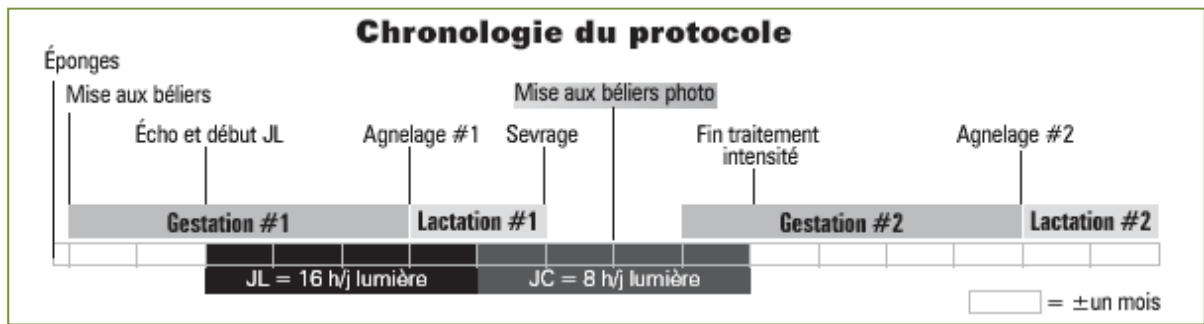 Chronologie du protocole
Éponges
Mise aux béliers
Mise aux béliers photo
Écho et début JL
Agnelage #1
Sevrage
Fin traitement
intensité
Agnelage #2
Gestation #1
Lactation #1
Gestation #2
Lactation #2
JL = 16 h/j lumière
JC = 8 h/j lumière
= ±un mois